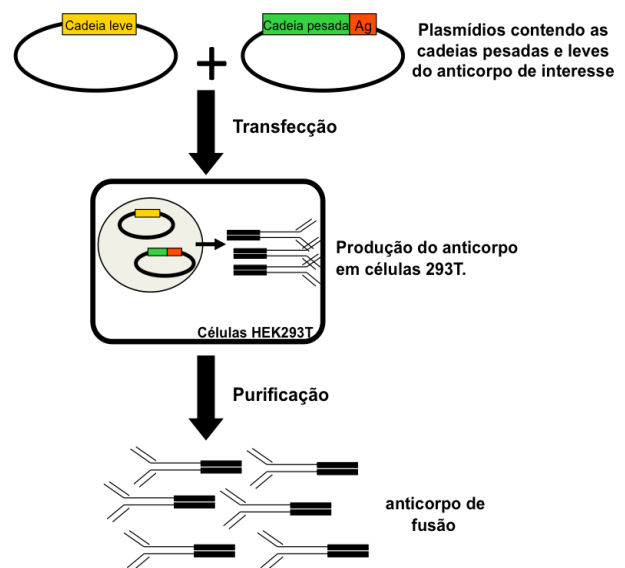 Cadeia leve
Cadeia pesada
Ag
Plasmídios contendo as
cadeias pesadas e leves
do anticorpo de interesse
Transfecção
Produção do anticorpo
em células 293T.
Células HEK293T
Purificação
anticorpo de
fusão